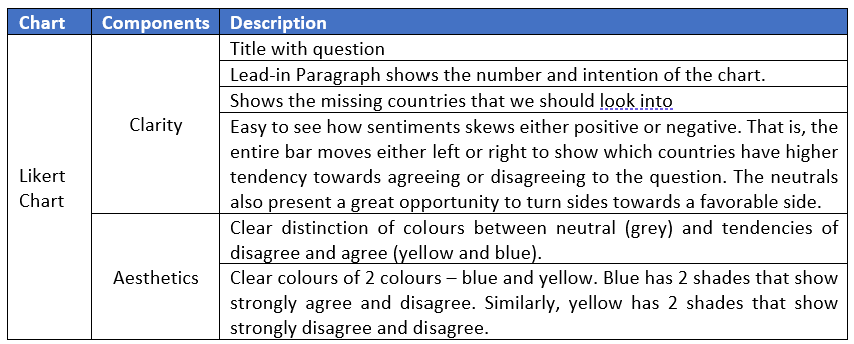 Chart Components Description
Title with question
Lead-in Paragraph shows the number and intention of the chart.
Shows the missing countries that we should look into
Clarity
Easy to see how sentiments skews either positive or negative. That is, the
entire bar moves either left or right to show which countries have higher
tendency towards agreeing or disagreeing to the question. The neutrals
also present a great opportunity to turn sides towards a favorable side.
Likert
Chart
Clear distinction of colours between neutral (grey) and tendencies of
disagree and agree (yellow and blue).
Aesthetics
Clear colours of 2 colours – blue and yellow. Blue has 2 shades that show
strongly agree and disagree. Similarly, yellow has 2 shades that show
strongly disagree and disagree.